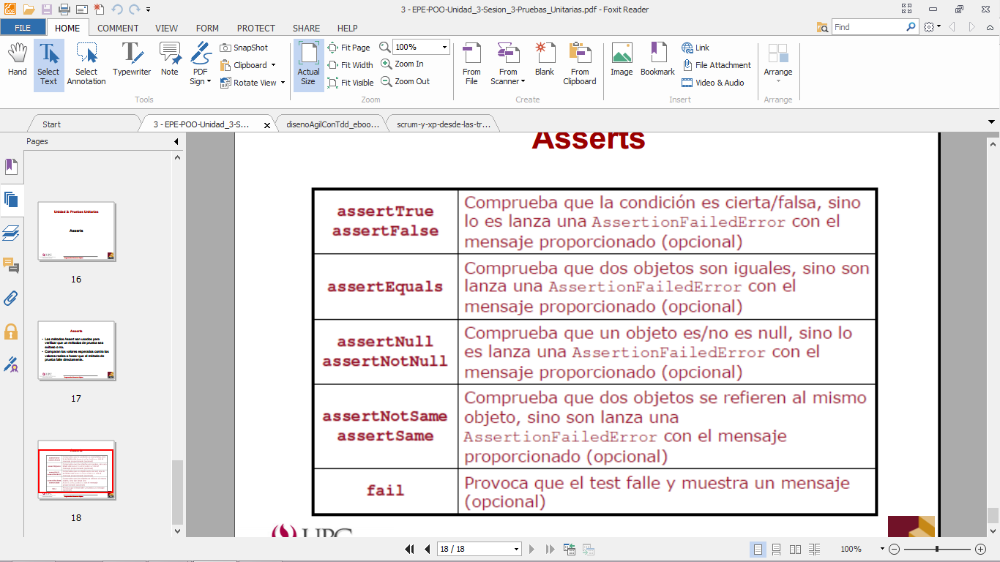 3 - EPE-POO-Unidad_3-Sesion_3-Pruebas_Unitarias.pdf - Foxit Reader
FILE HOME COMMENT VIEW FORM PROTECT SHARE HELP
Find
Hand
Select Text
Select Annotation
Typewriter
Note
PDF Sign
SnapShot
Clipboard
Rotate View
Tools
Actual Size
Fit Page
Fit Width
Fit Visible
100%
Zoom In
Zoom Out
Zoom
From File
From Scanner
Blank
From Clipboard
Create
Image
Bookmark
Link
File Attachment
Video & Audio
Insert
Arrange
Arrange
Start
3 - EPE-POO-Unidad_3-S...
disenoAgilConTdd_eboo...
scrum-y-xp-desde-las-tr...
Pages
Unidad 3: Pruebas Unitarias
Asserts
UPC
16
Asserts
• Los métodos Assert son usados para
verificar que un métodos de prueba sea
exitoso o no.
• Comparan los valores esperados contra los
valores reales o hacer que el método de
prueba falle directamente.
UPC
17
18
Asserts
assertTrue
assertFalse
Comprueba que la condición es cierta/falsa, sino
lo es lanza una AssertionFailedError con el
mensaje proporcionado (opcional)
assertEquals
Comprueba que dos objetos son iguales, sino son
lanza una AssertionFailedError con el
mensaje proporcionado (opcional)
assertNull
assertNotNull
Comprueba que un objeto es/no es null, sino lo
es lanza una AssertionFailedError con el
mensaje proporcionado (opcional)
assertNotSame
assertSame
Comprueba que dos objetos se refieren al mismo
objeto, sino son lanza una
AssertionFailedError con el mensaje
proporcionado (opcional)
fail
Provoca que el test falle y muestra un mensaje
(opcional)
UPC
18 / 18
100%